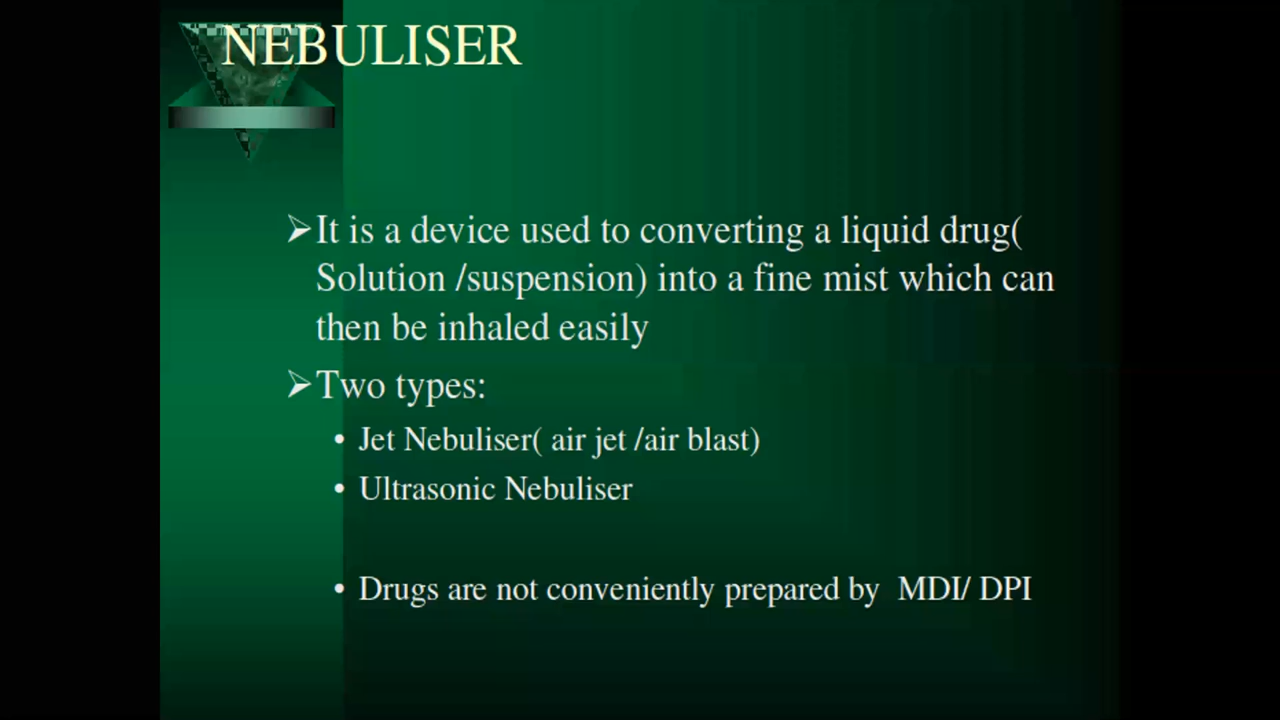 NEBULISER
➢It is a device used to converting a liquid drug(
Solution /suspension) into a fine mist which can
then be inhaled easily
➢Two types:
• Jet Nebuliser( air jet /air blast)
• Ultrasonic Nebuliser
• Drugs are not conveniently prepared by  MDI/ DPI